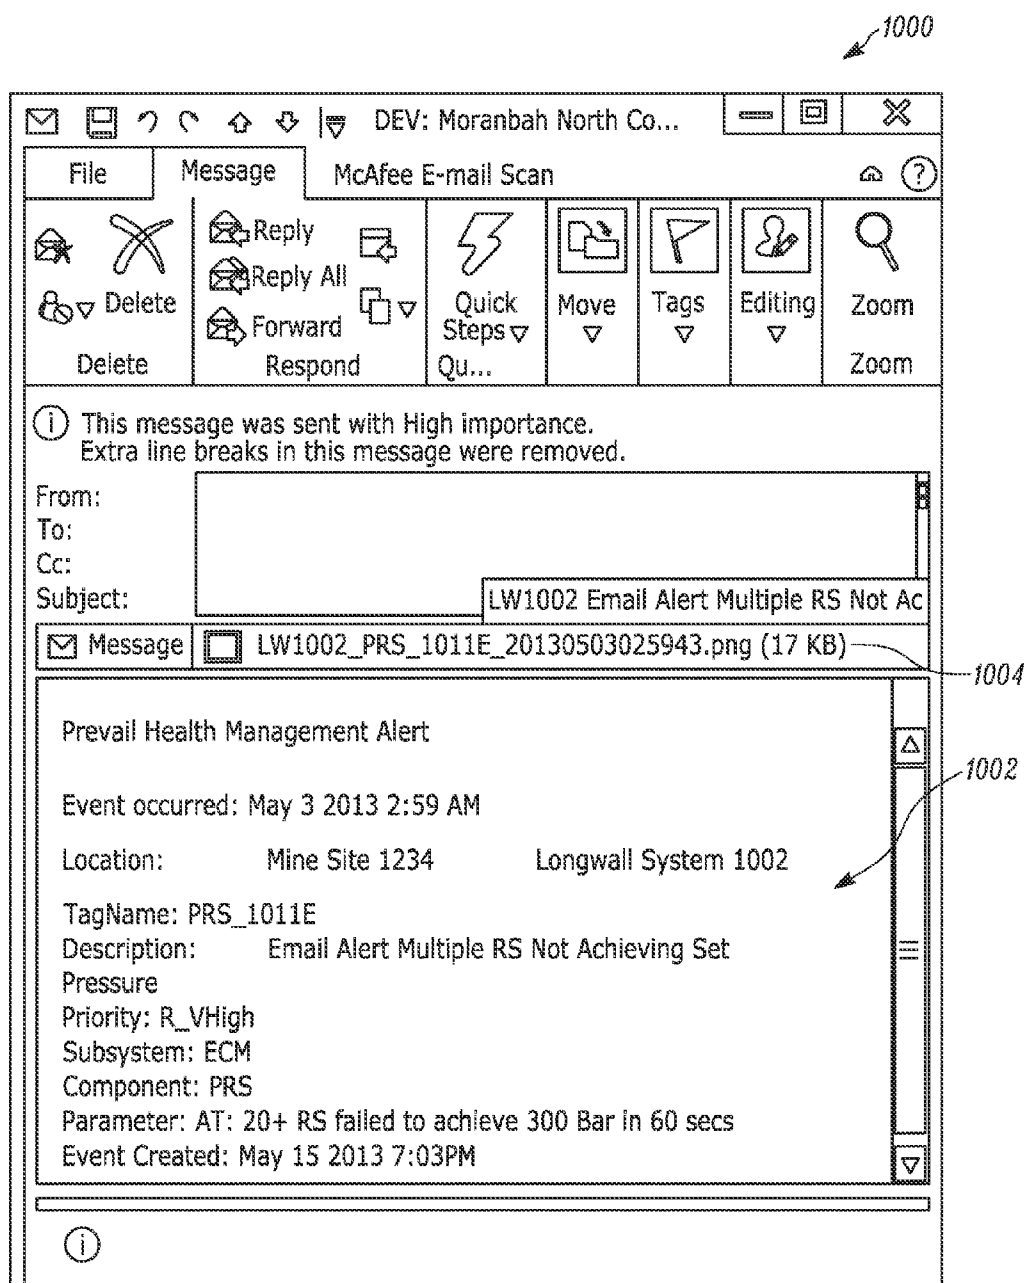 1000
DEV: Moranbah North Co...
File Message McAfee E-mail Scan ?
Reply
Reply All
Delete Quick Steps Move Tags Editing Zoom
Forward
Delete Respond Qu... Zoom
i This message was sent with High importance.
Extra line breaks in this message were removed.
From:
To:
Cc:
Subject: LW1002 Email Alert Multiple RS Not Ac
Message LW1002_PRS_1011E_20130503025943.png (17 KB)
1004
Prevail Health Management Alert
1002
Event occurred: May 3 2013 2:59 AM
Location: Mine Site 1234 Longwall System 1002
TagName: PRS_1011E
Description: Email Alert Multiple RS Not Achieving Set
Pressure
Priority: R_VHigh
Subsystem: ECM
Component: PRS
Parameter: AT: 20+ RS failed to achieve 300 Bar in 60 secs
Event Created: May 15 2013 7:03PM
i